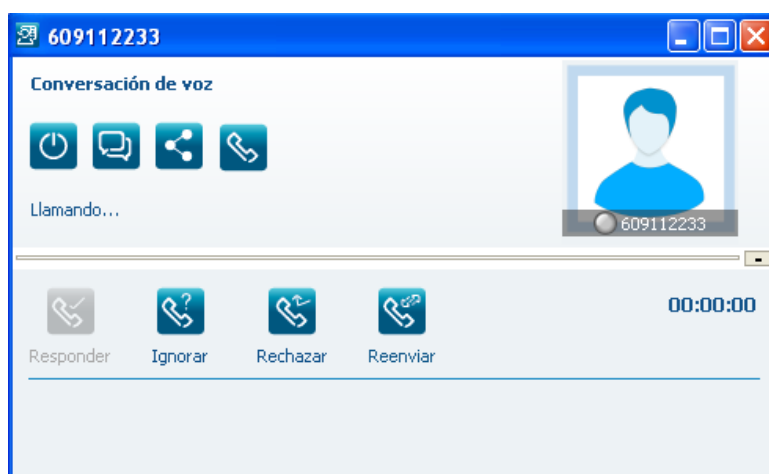 609112233
Conversación de voz
Llamando...
609112233
00:00:00
Responder Ignorar Rechazar Reenviar